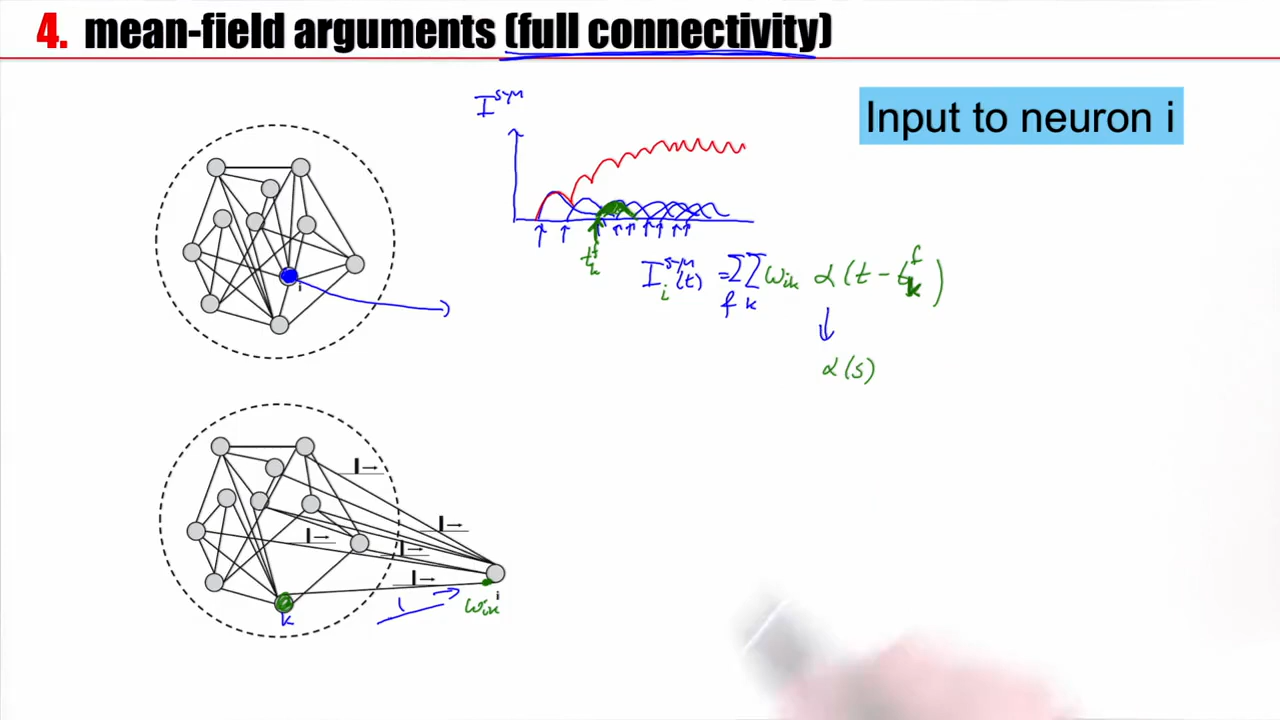 4. mean-field arguments (full connectivity)
Input to neuron i
I^syn
t_k^f
I_i^syn(t) = Σ_f Σ_k w_ik α(t − t_k^f)
α(s)
i
k
w_ik
i